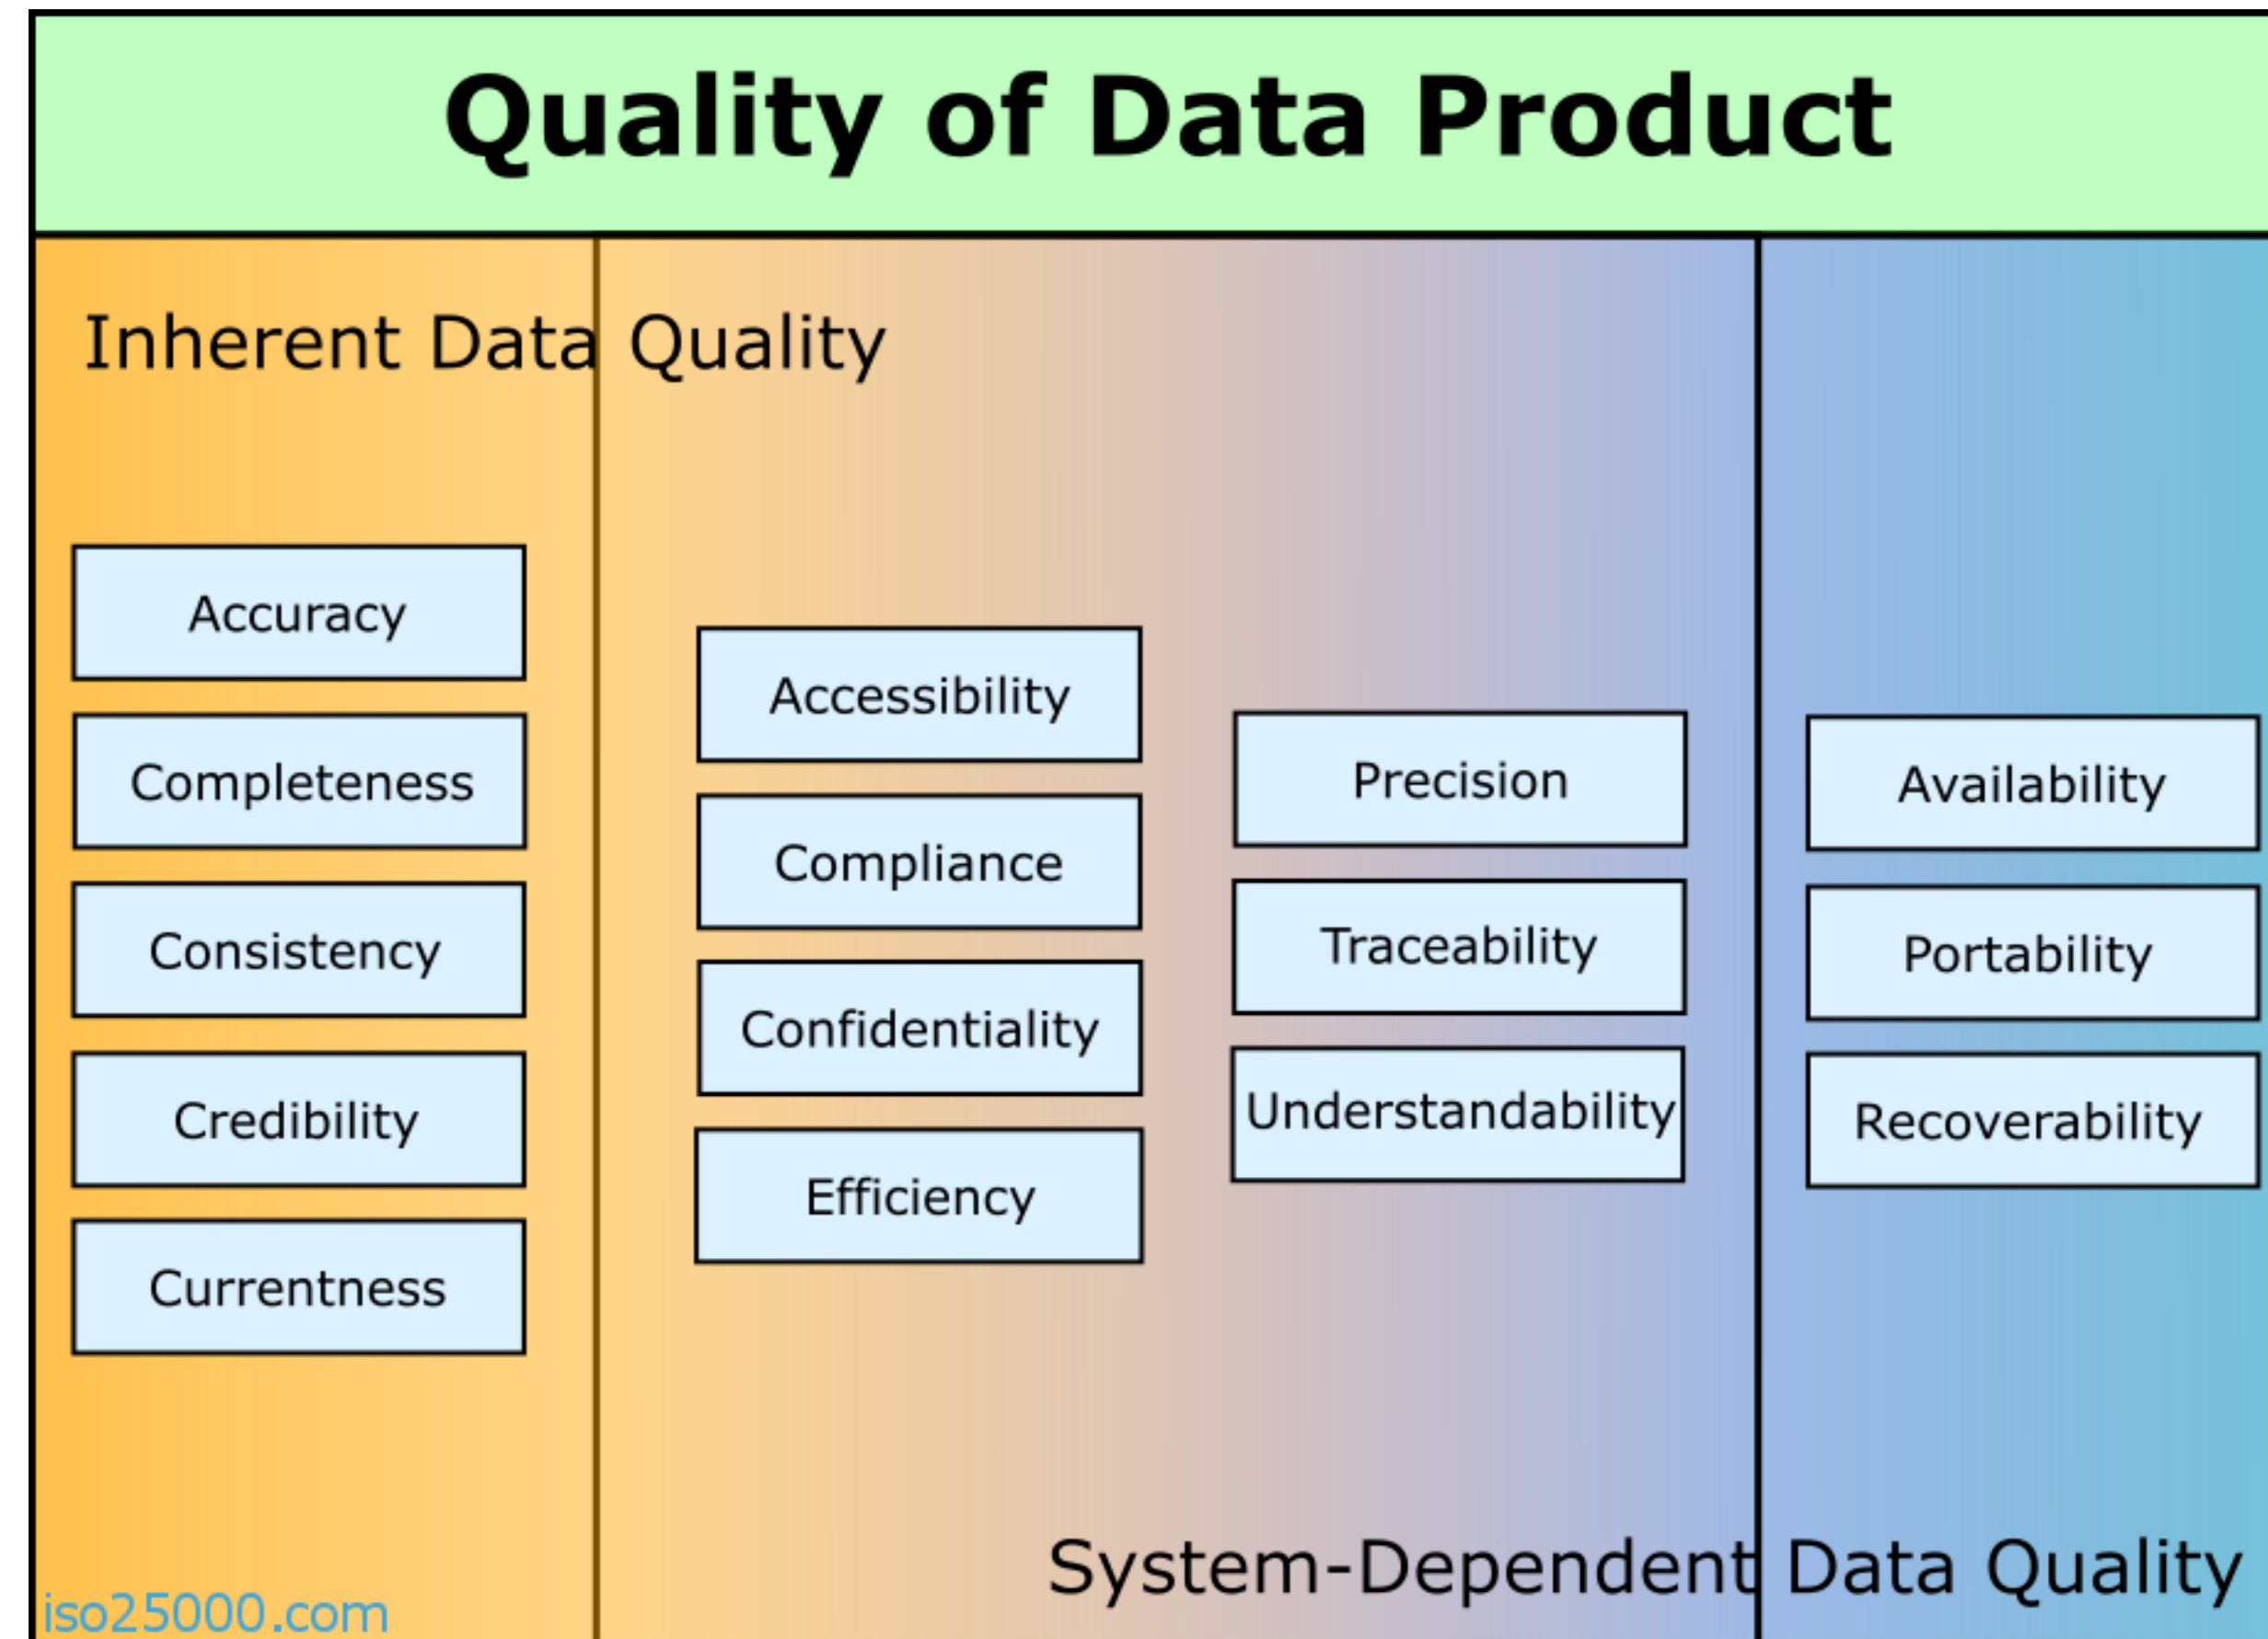 Quality of Data Product
Inherent Data Quality
Accuracy
Completeness
Consistency
Credibility
Currentness
Accessibility
Compliance
Confidentiality
Efficiency
Precision
Traceability
Understandability
Availability
Portability
Recoverability
System-Dependent Data Quality
iso25000.com